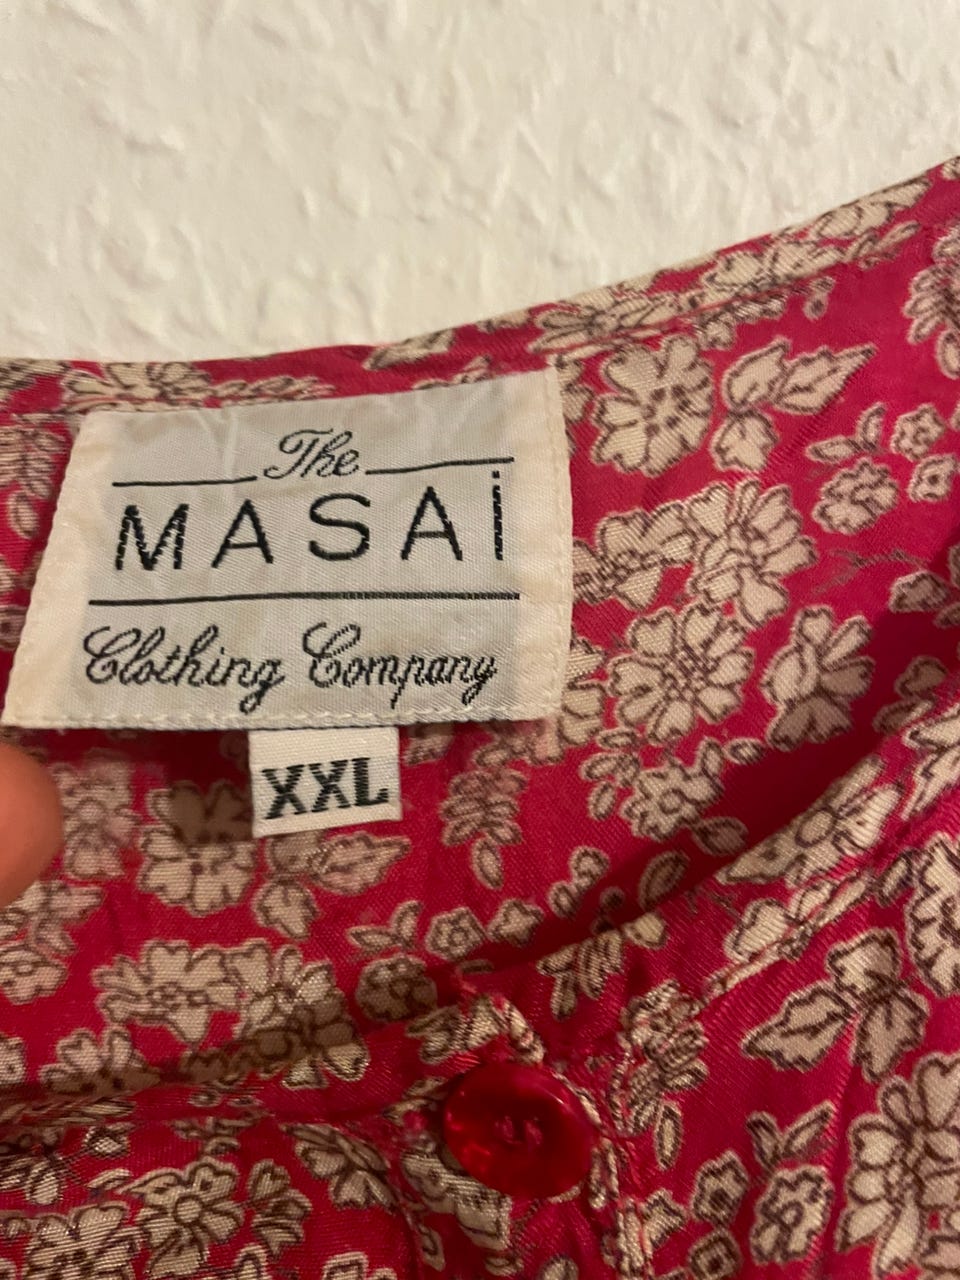 The
MASAi
Clothing Company
XXL